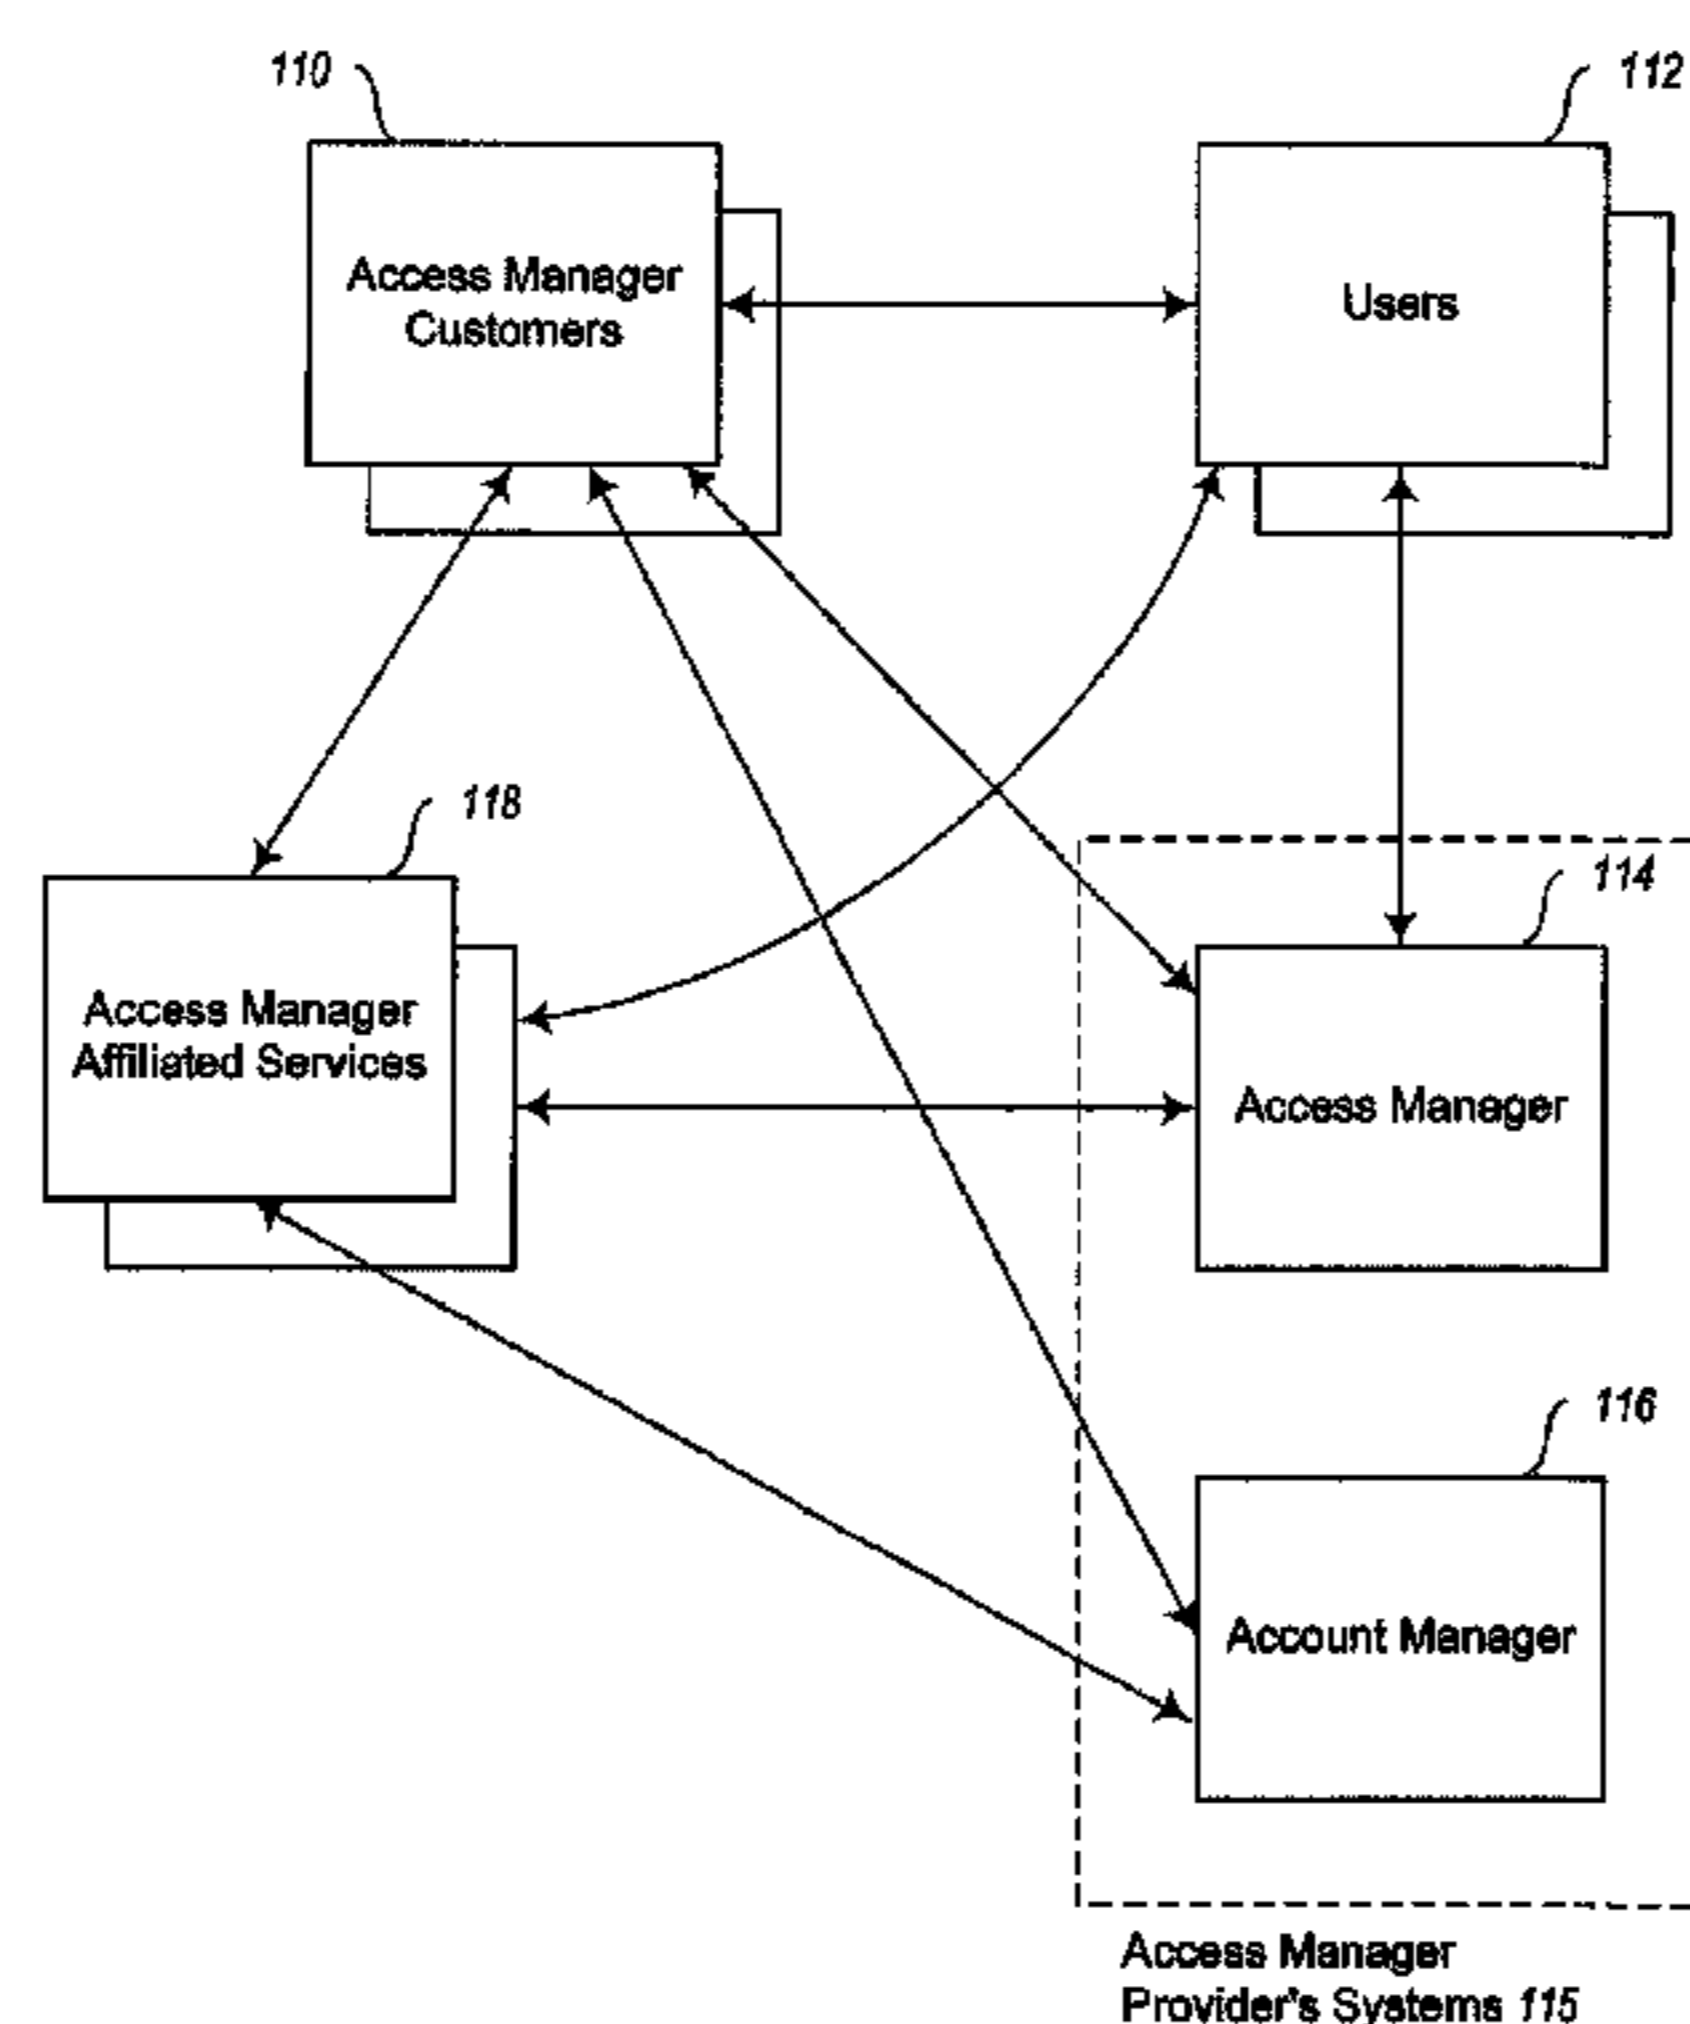 110
112
Access Manager
Customers
Users
118
114
Access Manager
Affiliated Services
Access Manager
116
Account Manager
Access Manager
Provider's Systems 115